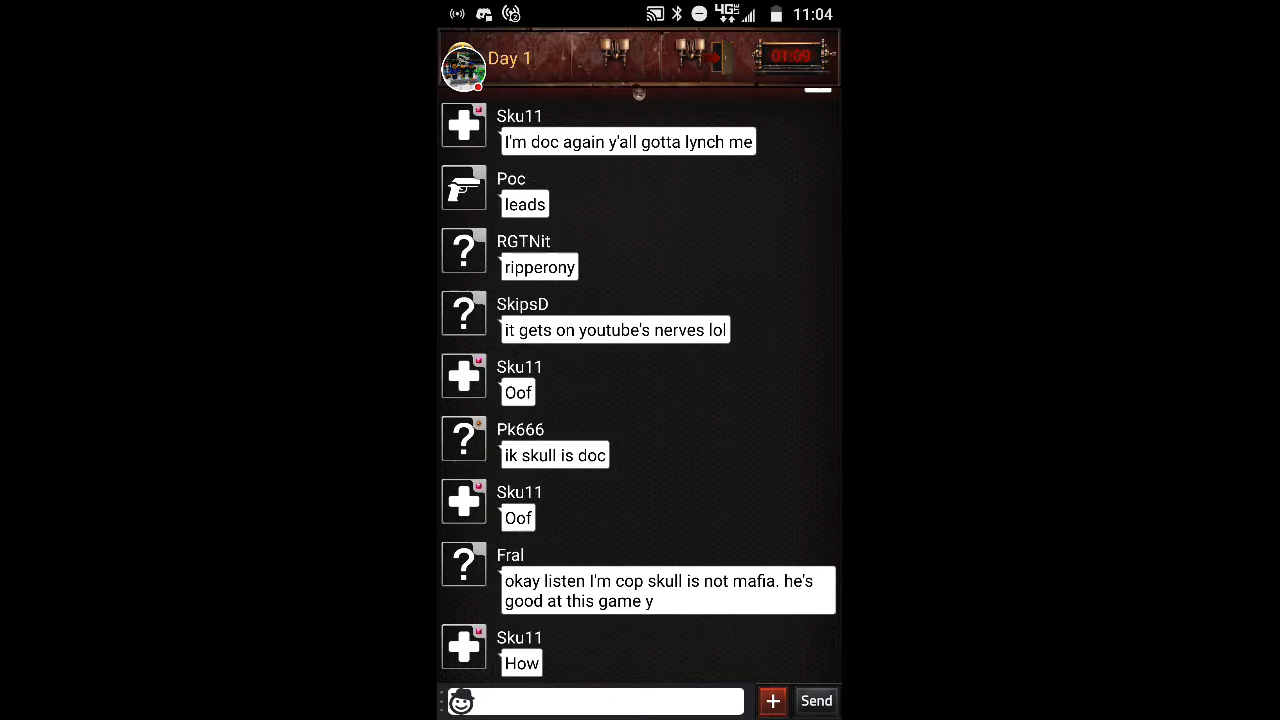 4GE 11:04
Day 1
01:09
Sku11
I'm doc again y'all gotta lynch me
Poc
leads
RGTNit
ripperony
SkipsD
it gets on youtube's nerves lol
Sku11
Oof
Pk666
ik skull is doc
Sku11
Oof
Fral
okay listen I'm cop skull is not mafia. he's
good at this game y
Sku11
How
Send